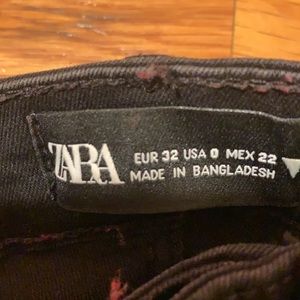 ZARA
EUR 32 USA 0 MEX 22
MADE IN BANGLADESH